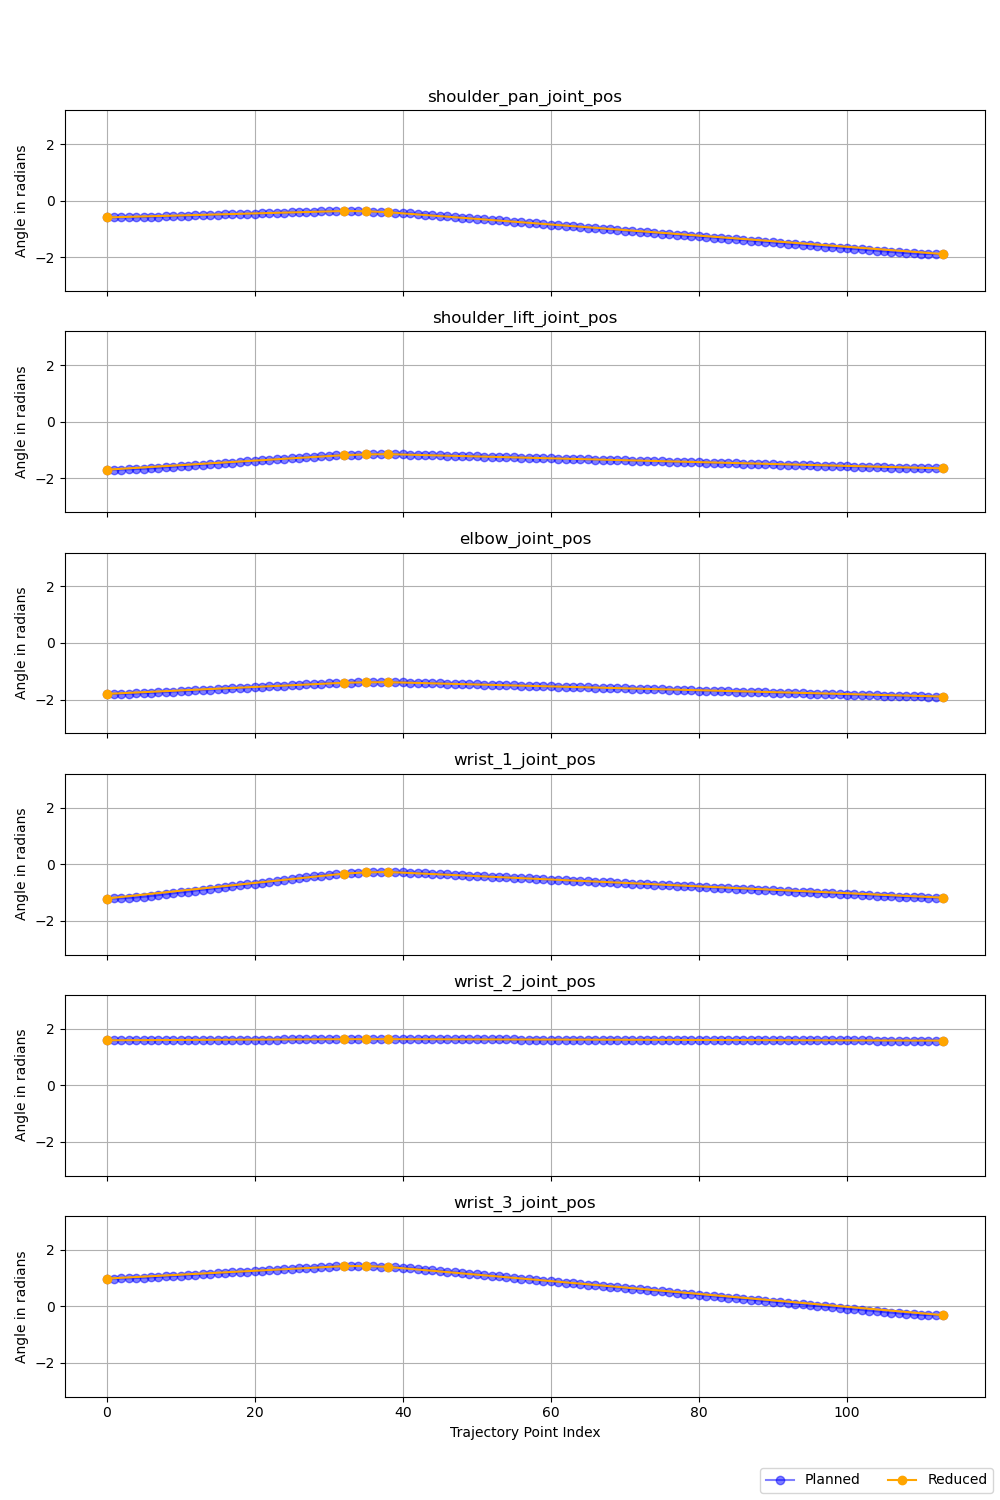 shoulder_pan_joint_pos
Angle in radians
2
0
−2
shoulder_lift_joint_pos
Angle in radians
2
0
−2
elbow_joint_pos
Angle in radians
2
0
−2
wrist_1_joint_pos
Angle in radians
2
0
−2
wrist_2_joint_pos
Angle in radians
2
0
−2
wrist_3_joint_pos
Angle in radians
2
0
−2
0 20 40 60 80 100
Trajectory Point Index
Planned Reduced